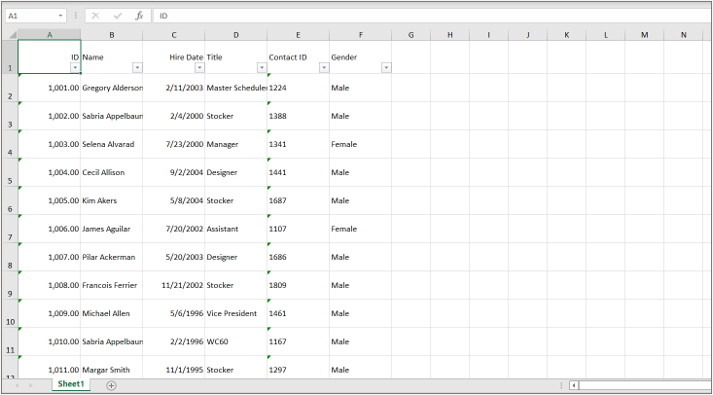 A1 fx ID
A B C D E F G H I J K L M N
1 ID Name Hire Date Title Contact ID Gender
2 1,001.00 Gregory Alderson 2/11/2003 Master Scheduler 1224 Male
3 1,002.00 Sabria Appelbaun 2/4/2000 Stocker 1388 Male
4 1,003.00 Selena Alvarad 7/23/2000 Manager 1341 Female
5 1,004.00 Cecil Allison 9/2/2004 Designer 1441 Male
6 1,005.00 Kim Akers 5/8/2004 Stocker 1687 Male
7 1,006.00 James Aguilar 7/20/2002 Assistant 1107 Female
8 1,007.00 Pilar Ackerman 5/20/2003 Designer 1686 Male
9 1,008.00 Francois Ferrier 11/21/2002 Stocker 1809 Male
10 1,009.00 Michael Allen 5/6/1996 Vice President 1461 Male
11 1,010.00 Sabria Appelbaun 2/2/1996 WC60 1167 Male
12 1,011.00 Margar Smith 11/1/1995 Stocker 1297 Male
Sheet1